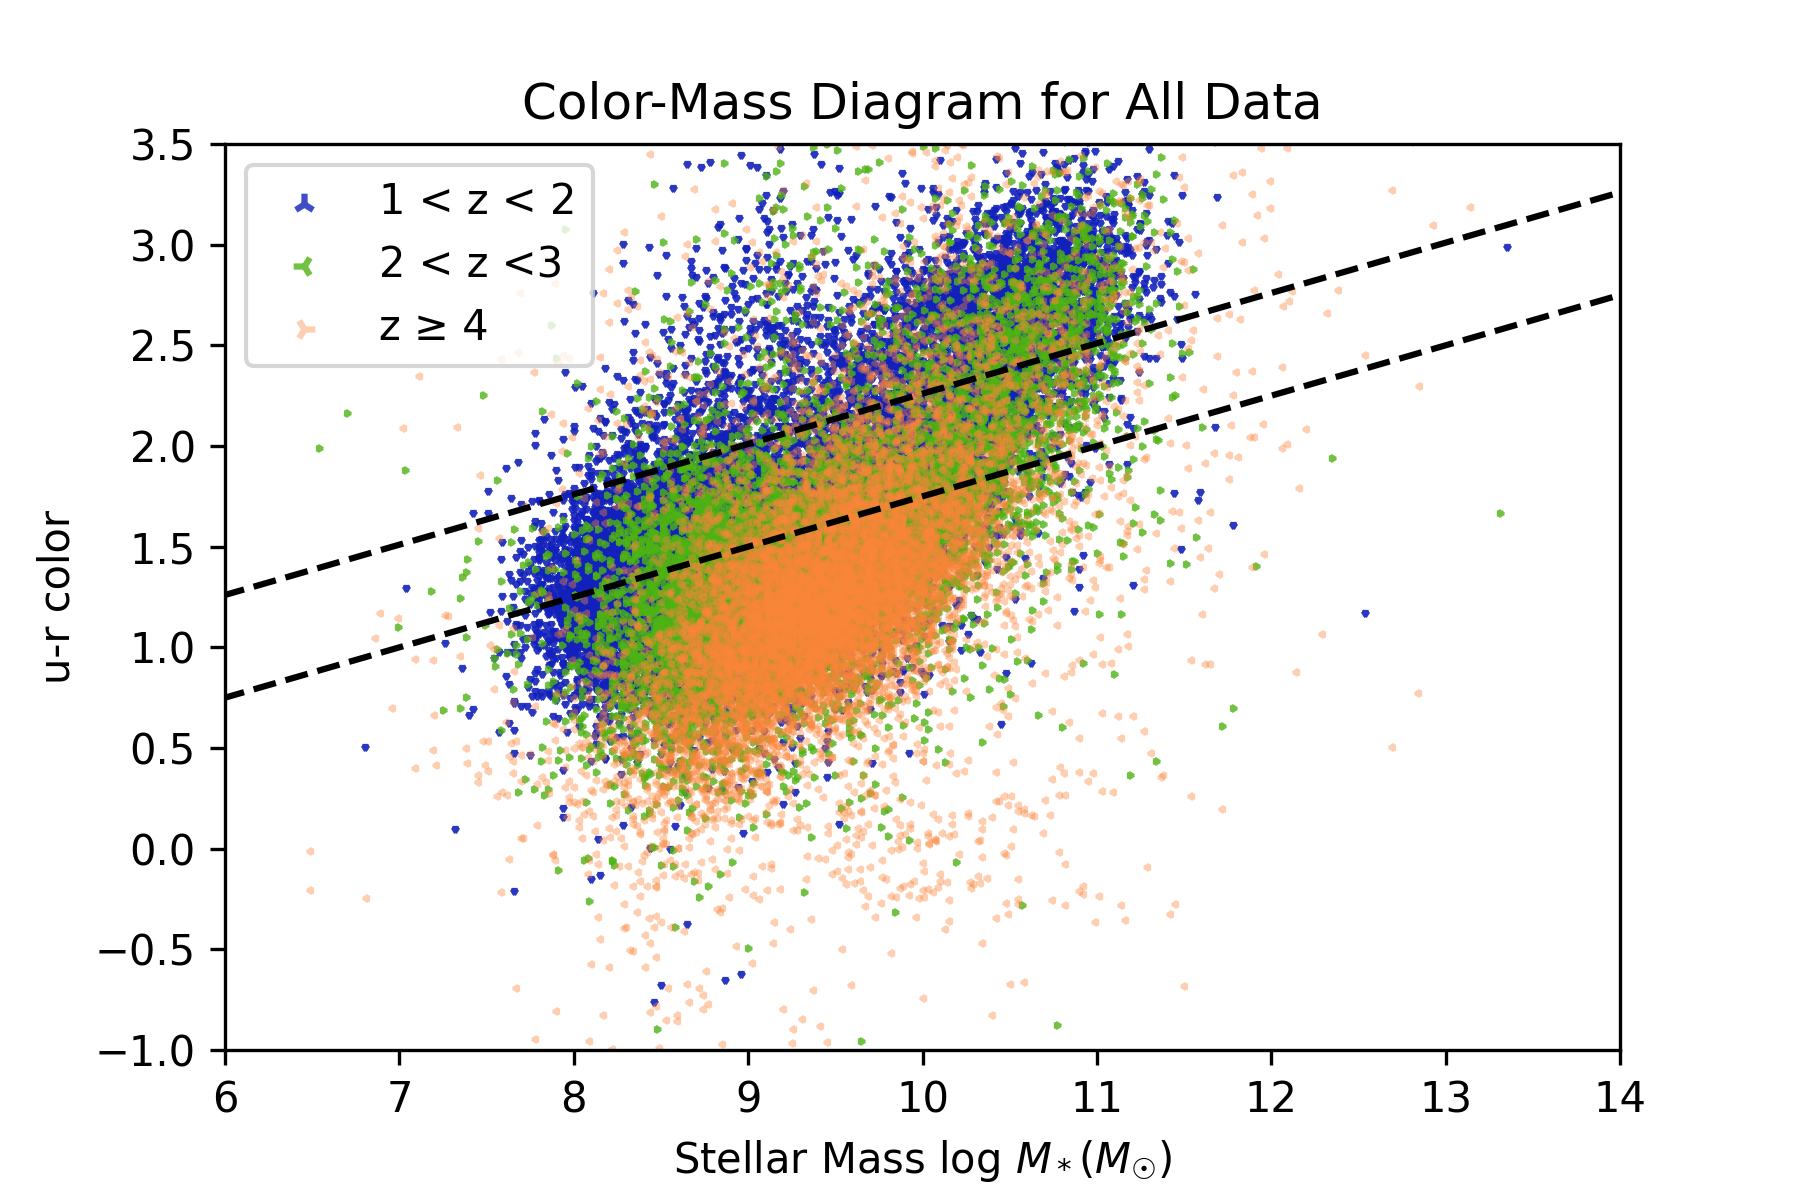 Color-Mass Diagram for All Data
1 < z < 2
2 < z <3
z ≥ 4
3.5
3.0
2.5
2.0
1.5
1.0
0.5
0.0
−0.5
−1.0
u-r color
6 7 8 9 10 11 12 13 14
Stellar Mass log M*(M☉)